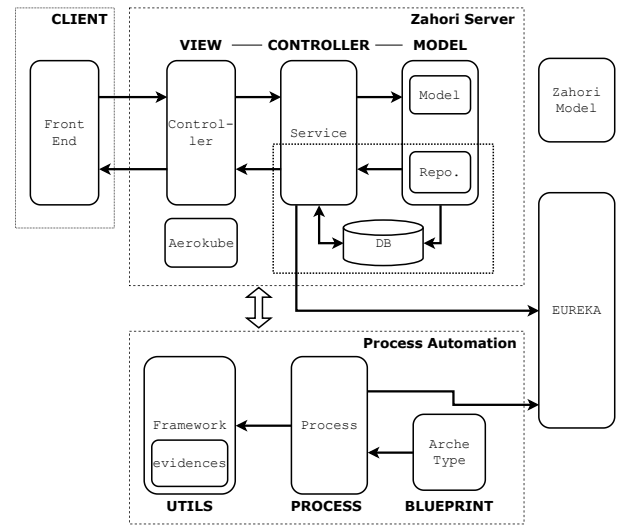 CLIENT
Zahori Server
VIEW
CONTROLLER
MODEL
Front
End
Control-
ler
Service
Model
Repo.
Zahori
Model
Aerokube
DB
EUREKA
Process Automation
Framework
evidences
Process
Arche
Type
UTILS
PROCESS
BLUEPRINT